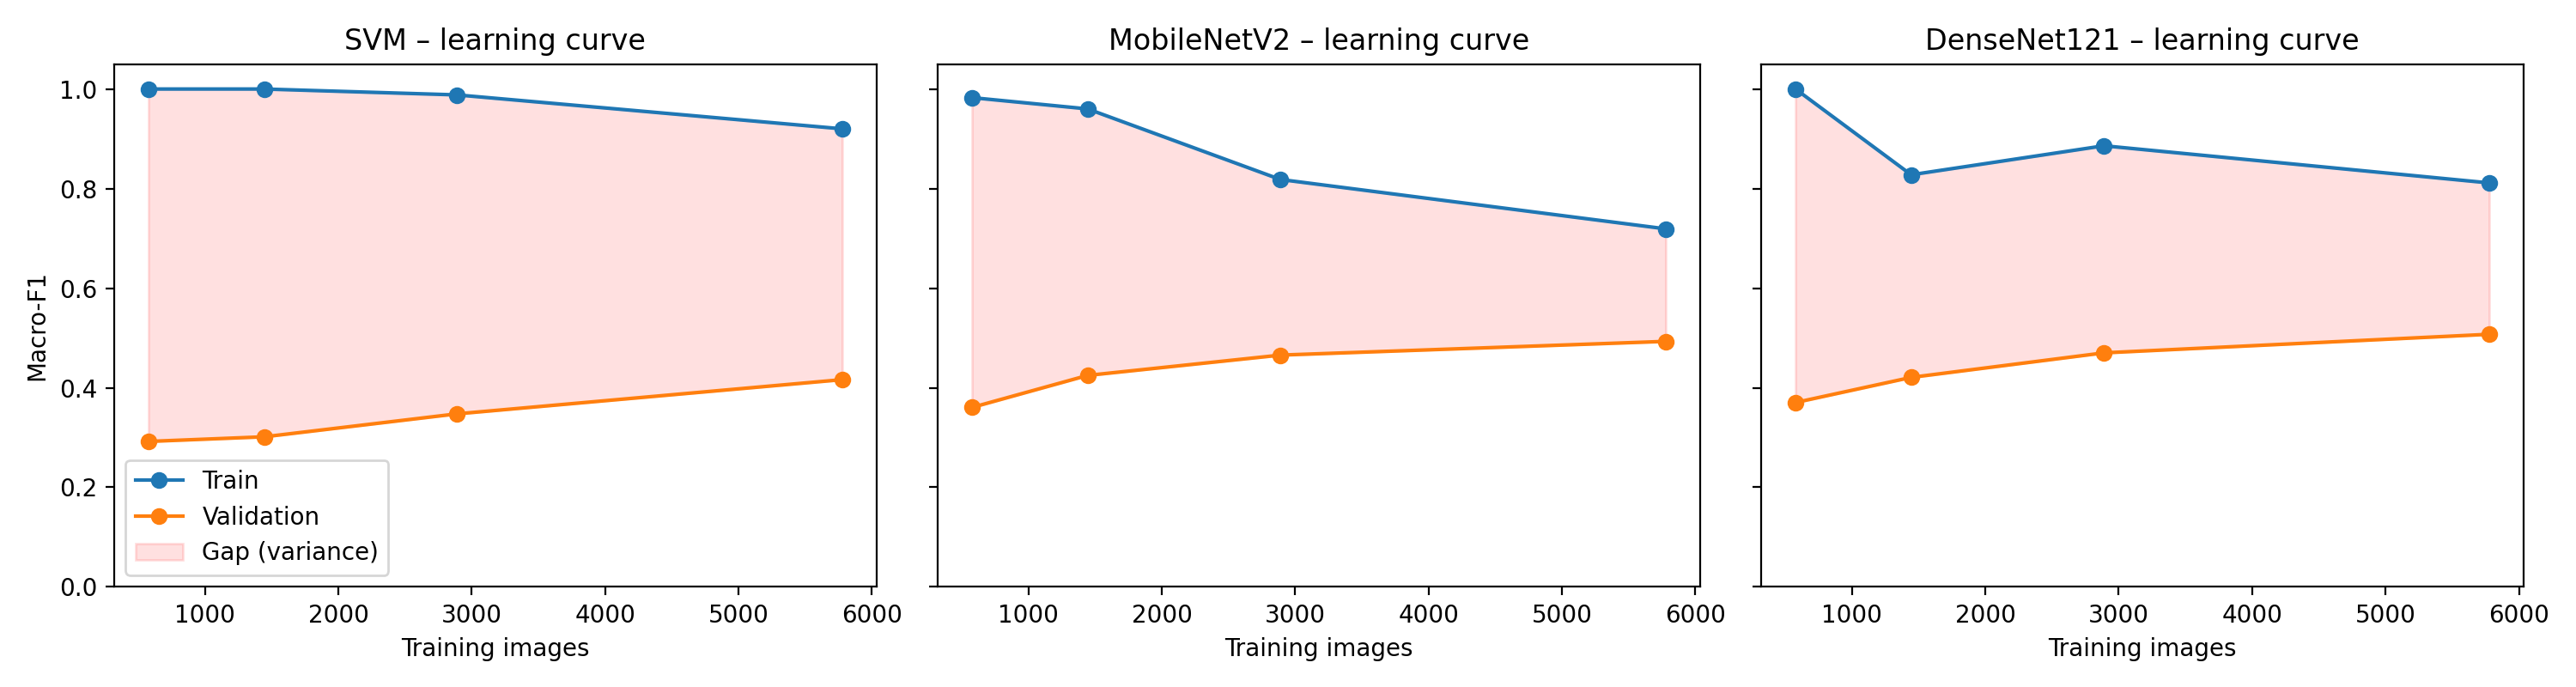 SVM – learning curve
MobileNetV2 – learning curve
DenseNet121 – learning curve
Macro-F1
1.0
0.8
0.6
0.4
0.2
0.0
Train
Validation
Gap (variance)
1000 2000 3000 4000 5000 6000
1000 2000 3000 4000 5000 6000
1000 2000 3000 4000 5000 6000
Training images
Training images
Training images